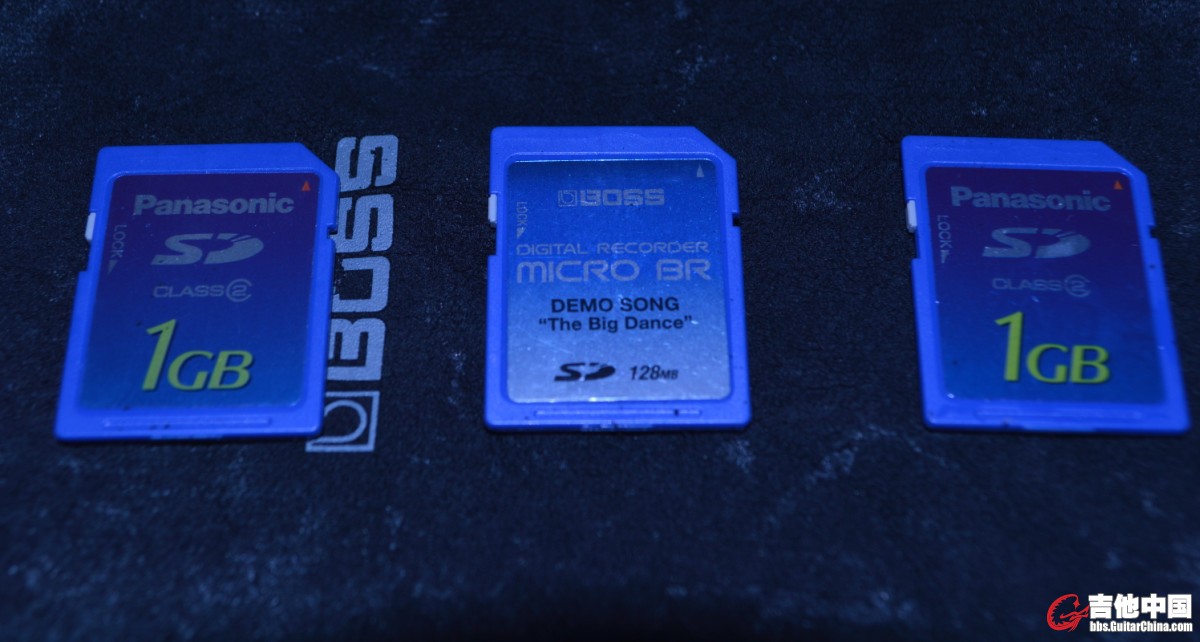 Panasonic
LOCK
SD
CLASS 2
1GB
BOSS
BOSS
LOCK
DIGITAL RECORDER
MICRO BR
DEMO SONG
“The Big Dance”
SD 128MB
Panasonic
LOCK
SD
CLASS 2
1GB
吉他中国
bbs.GuitarChina.com